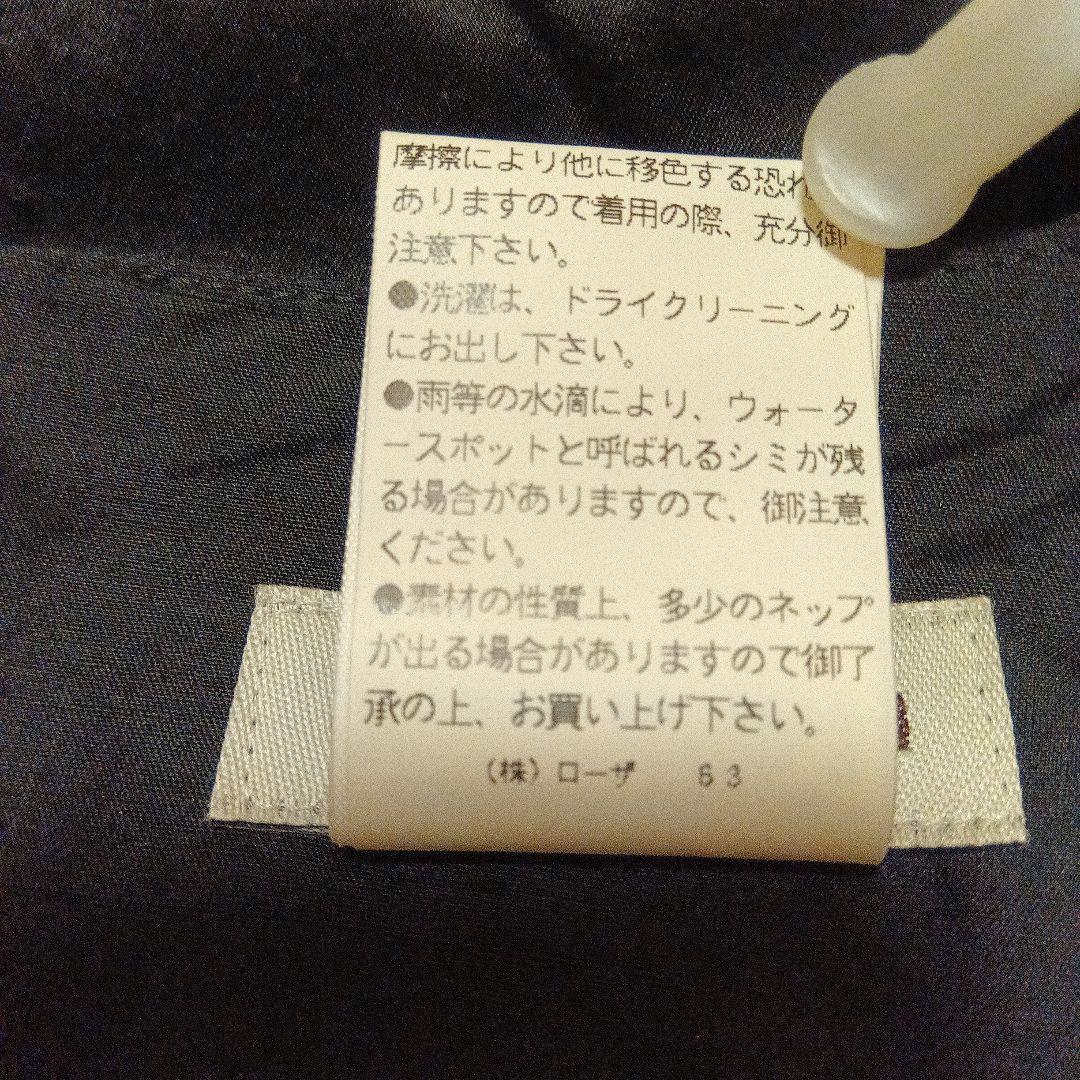 摩擦により他に移色する恐れ
ありますので着用の際、充分御
注意下さい。
●洗濯は、ドライクリーニング
にお出し下さい。
●雨等の水滴により、ウォータ
ースポットと呼ばれるシミが残
る場合がありますので、御注意
ください。
●素材の性質上、多少のネップ
が出る場合がありますので御了
承の上、お買い上げ下さい。
（株）ローザ　63